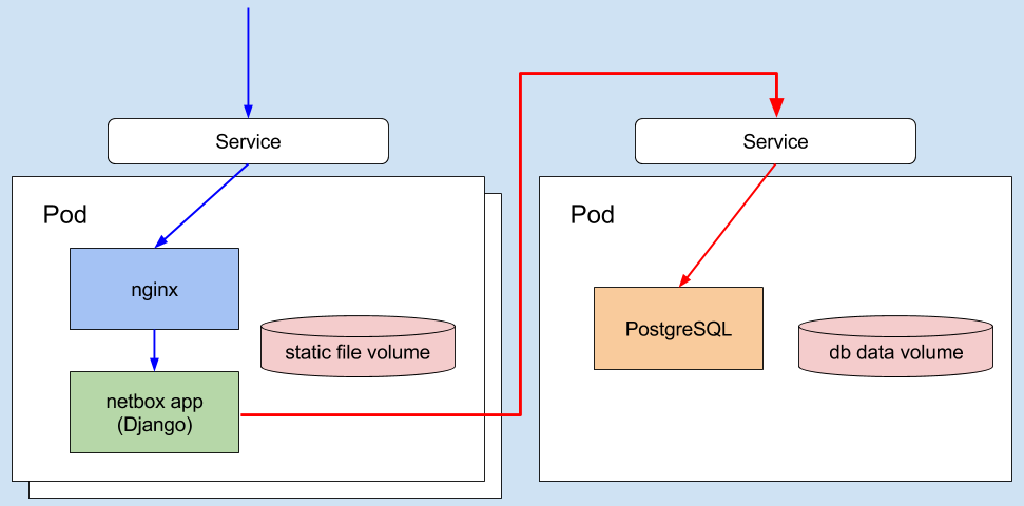 Service
Service
Pod
nginx
static file volume
netbox app
(Django)
Pod
PostgreSQL
db data volume